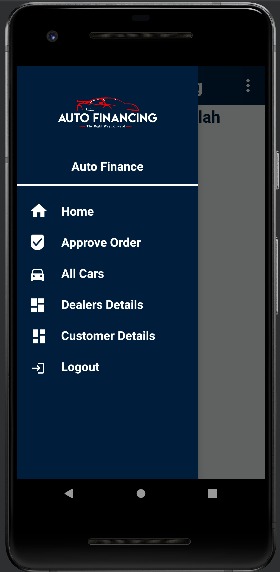 g
lah
AUTO FINANCING
Auto Finance
Home
Approve Order
All Cars
Dealers Details
Customer Details
Logout